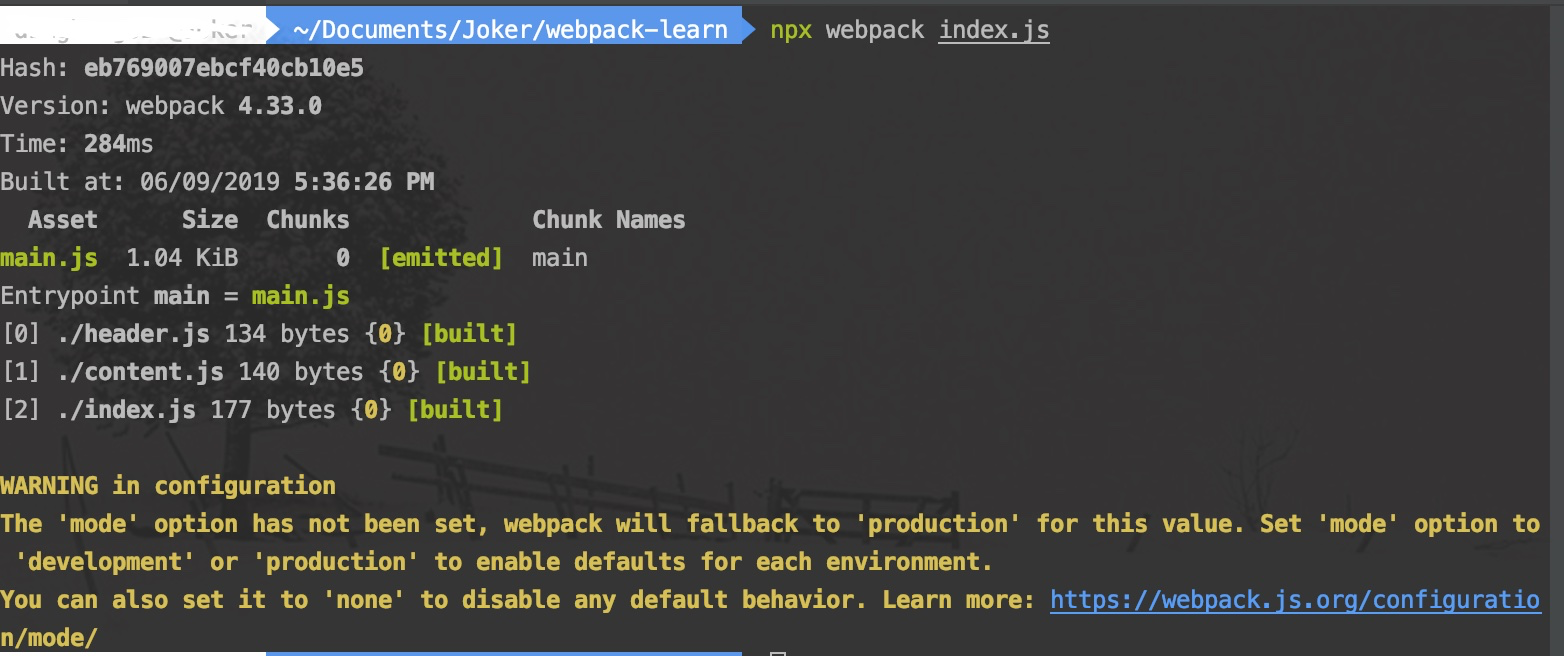 ~/Documents/Joker/webpack-learn npx webpack index.js
Hash: eb769007ebcf40cb10e5
Version: webpack 4.33.0
Time: 284ms
Built at: 06/09/2019 5:36:26 PM
Asset Size Chunks Chunk Names
main.js 1.04 KiB 0 [emitted] main
Entrypoint main = main.js
[0] ./header.js 134 bytes {0} [built]
[1] ./content.js 140 bytes {0} [built]
[2] ./index.js 177 bytes {0} [built]
WARNING in configuration
The 'mode' option has not been set, webpack will fallback to 'production' for this value. Set 'mode' option to
'development' or 'production' to enable defaults for each environment.
You can also set it to 'none' to disable any default behavior. Learn more: https://webpack.js.org/configuratio
n/mode/